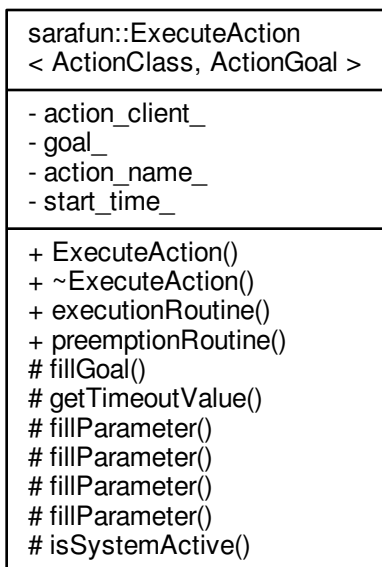 sarafun::ExecuteAction
< ActionClass, ActionGoal >
- action_client_
- goal_
- action_name_
- start_time_
+ ExecuteAction()
+ ~ExecuteAction()
+ executionRoutine()
+ preemptionRoutine()
# fillGoal()
# getTimeoutValue()
# fillParameter()
# fillParameter()
# fillParameter()
# fillParameter()
# isSystemActive()